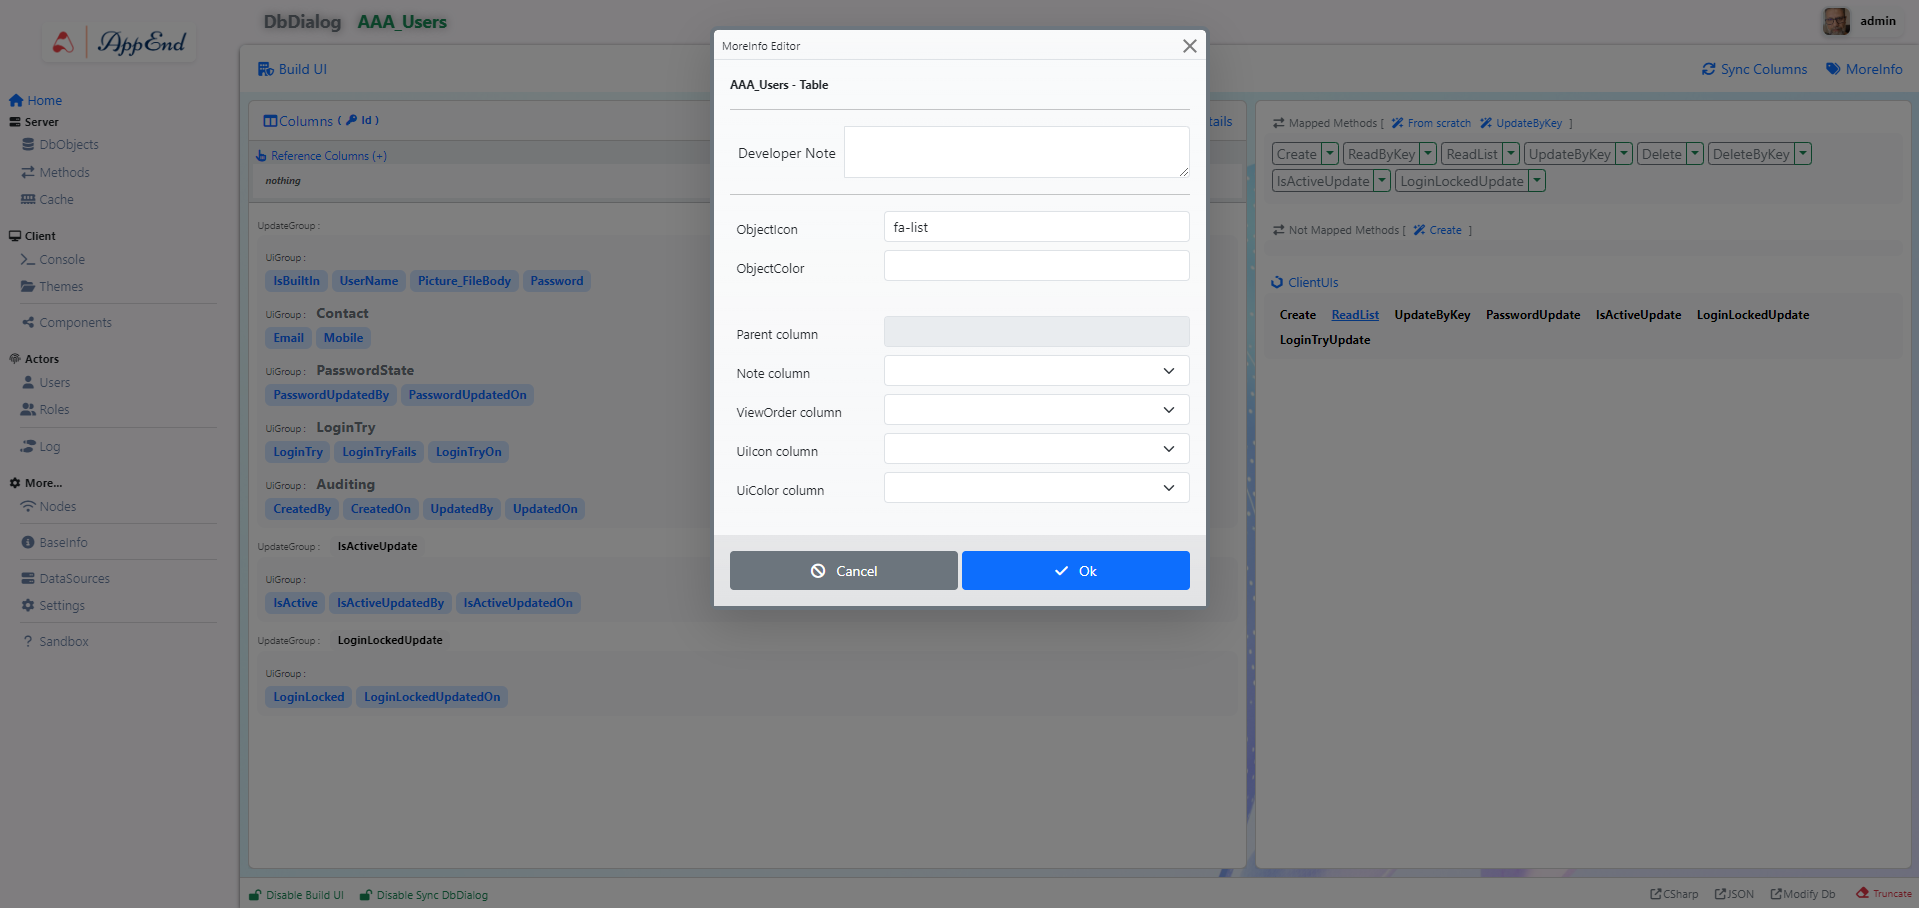 DbDialog AAA_Users
admin
AppEnd
Build UI
Sync Columns MoreInfo
Home
Server
DbObjects
Methods
Cache
Client
Console
Themes
Components
Actors
Users
Roles
Log
More...
Nodes
BaseInfo
DataSources
Settings
Sandbox
Columns ( Id )
tails
Reference Columns (+)
nothing
UpdateGroup :
UiGroup :
IsBuiltIn UserName Picture_FileBody Password
UiGroup : Contact
Email Mobile
UiGroup : PasswordState
PasswordUpdatedBy PasswordUpdatedOn
UiGroup : LoginTry
LoginTry LoginTryFails LoginTryOn
UiGroup : Auditing
CreatedBy CreatedOn UpdatedBy UpdatedOn
UpdateGroup : IsActiveUpdate
UiGroup :
IsActive IsActiveUpdatedBy IsActiveUpdatedOn
UpdateGroup : LoginLockedUpdate
UiGroup :
LoginLocked LoginLockedUpdatedOn
MoreInfo Editor
AAA_Users - Table
Developer Note
ObjectIcon fa-list
ObjectColor
Parent column
Note column
ViewOrder column
UiIcon column
UiColor column
Cancel Ok
Mapped Methods [ From scratch UpdateByKey ]
Create ReadByKey ReadList UpdateByKey Delete DeleteByKey
IsActiveUpdate LoginLockedUpdate
Not Mapped Methods [ Create ]
ClientUIs
Create ReadList UpdateByKey PasswordUpdate IsActiveUpdate LoginLockedUpdate
LoginTryUpdate
Disable Build UI Disable Sync DbDialog
CSharp JSON Modify Db Truncate